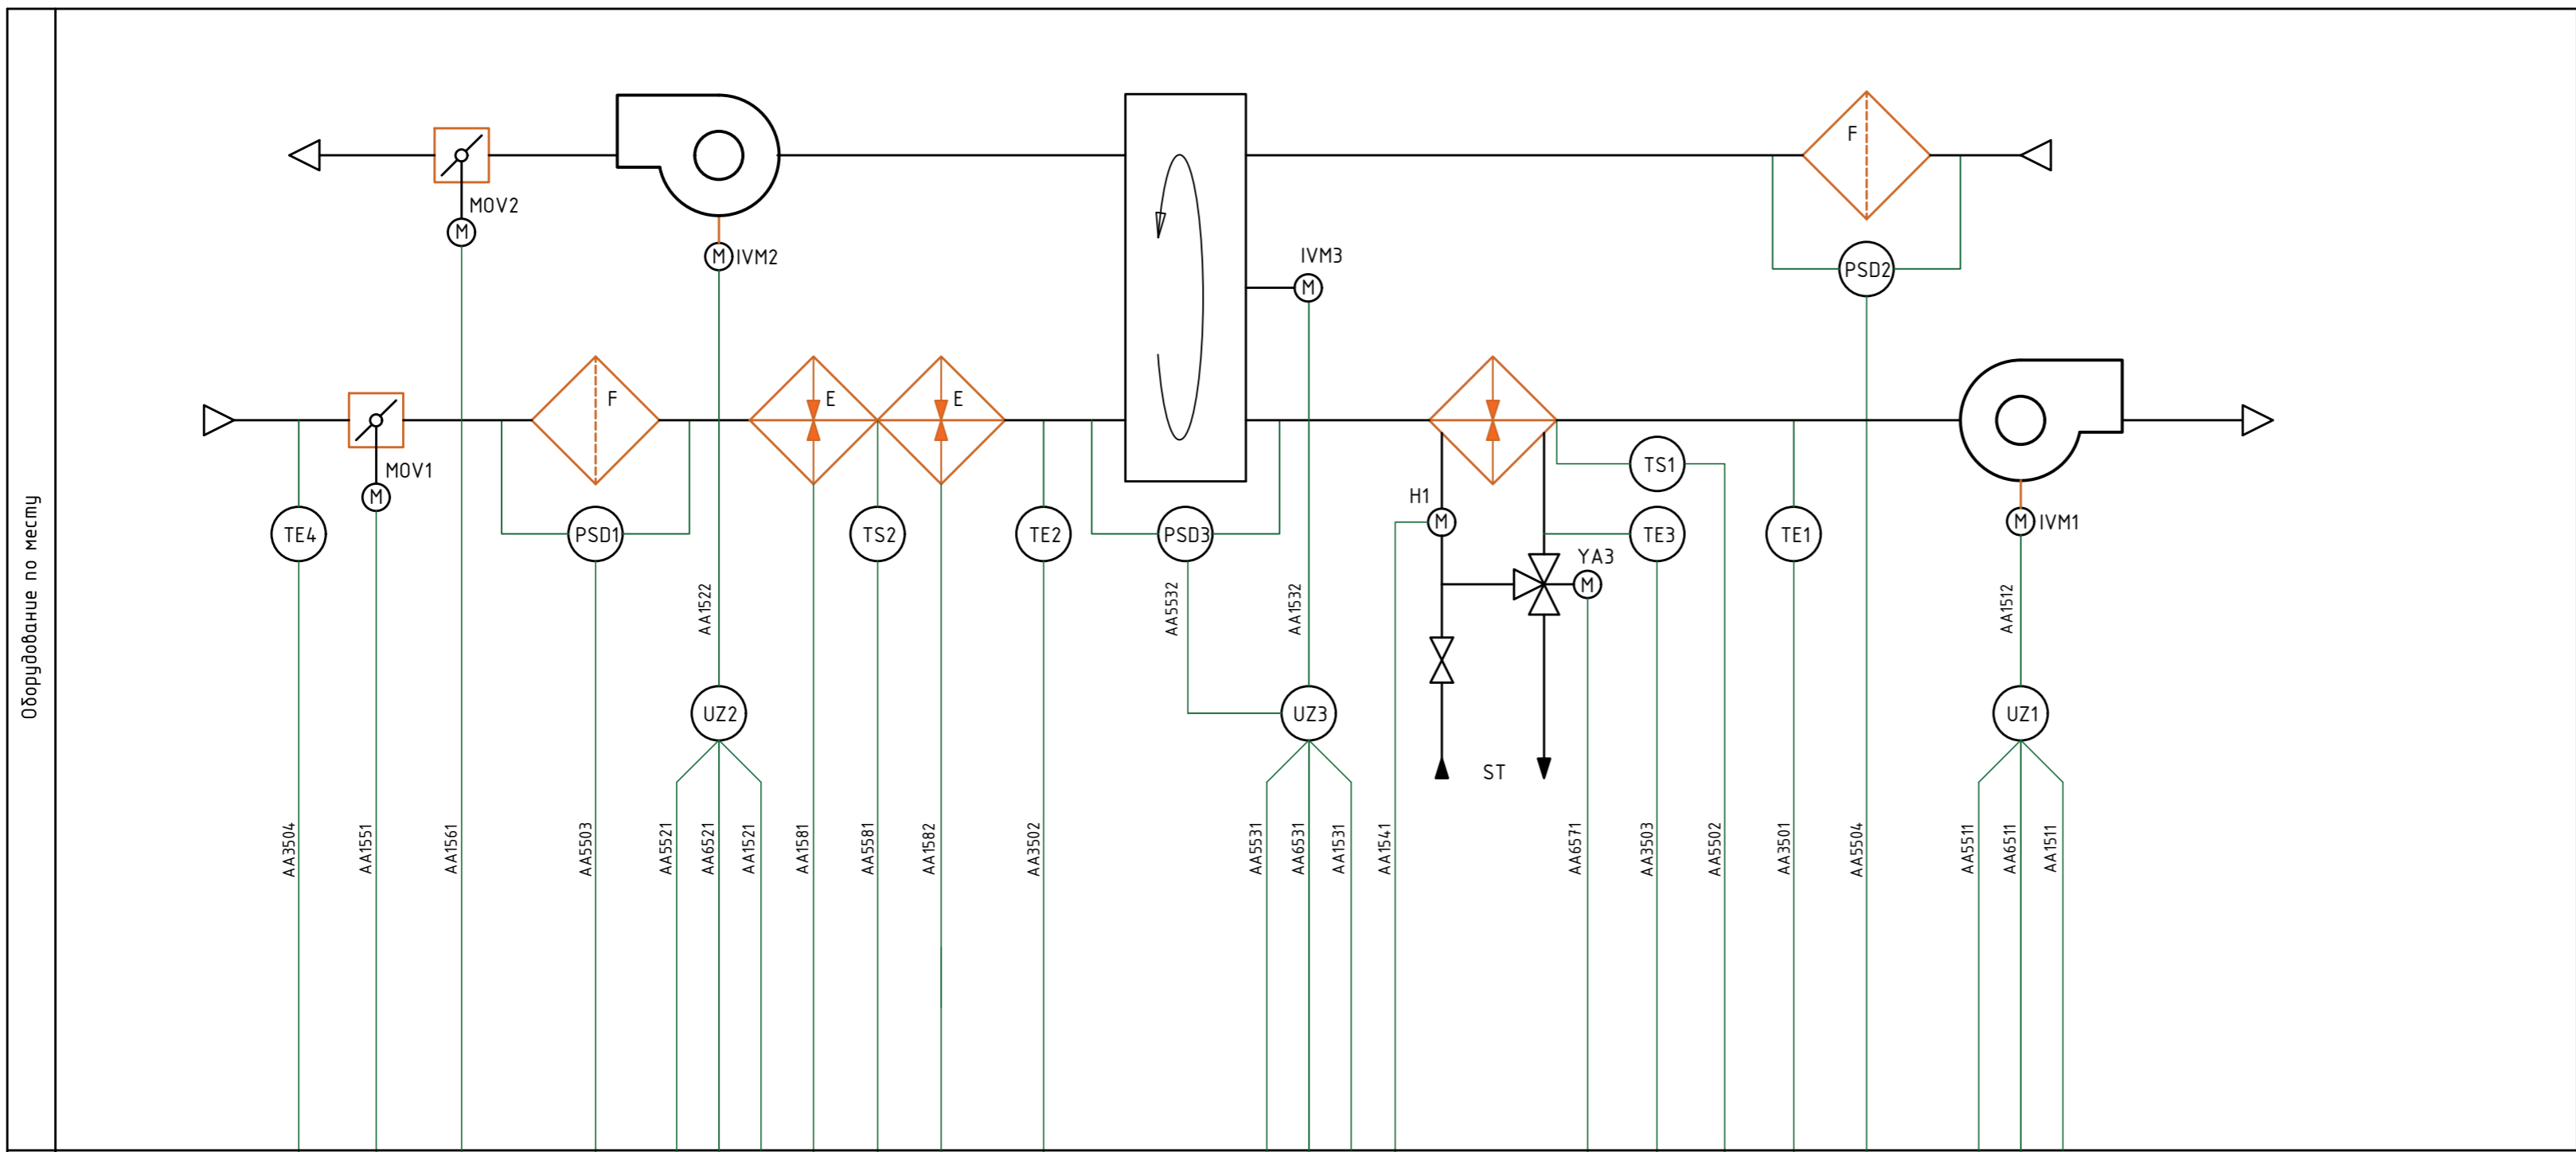 Оборудование по месту
F
MOV2
M
M
IVM2
IVM3
M
PSD2
F
E
E
MOV1
M
TS1
H1
M
TE4
PSD1
TS2
TE2
PSD3
TE3
TE1
M
IVM1
YA3
M
AA1522
AA5532
AA1532
AA1512
UZ2
UZ3
UZ1
ST
AA3504
AA1551
AA1561
AA5503
AA5521
AA6521
AA1521
AA1581
AA5581
AA1582
AA3502
AA5531
AA6531
AA1531
AA1541
AA6571
AA3503
AA5502
AA3501
AA5504
AA5511
AA6511
AA1511